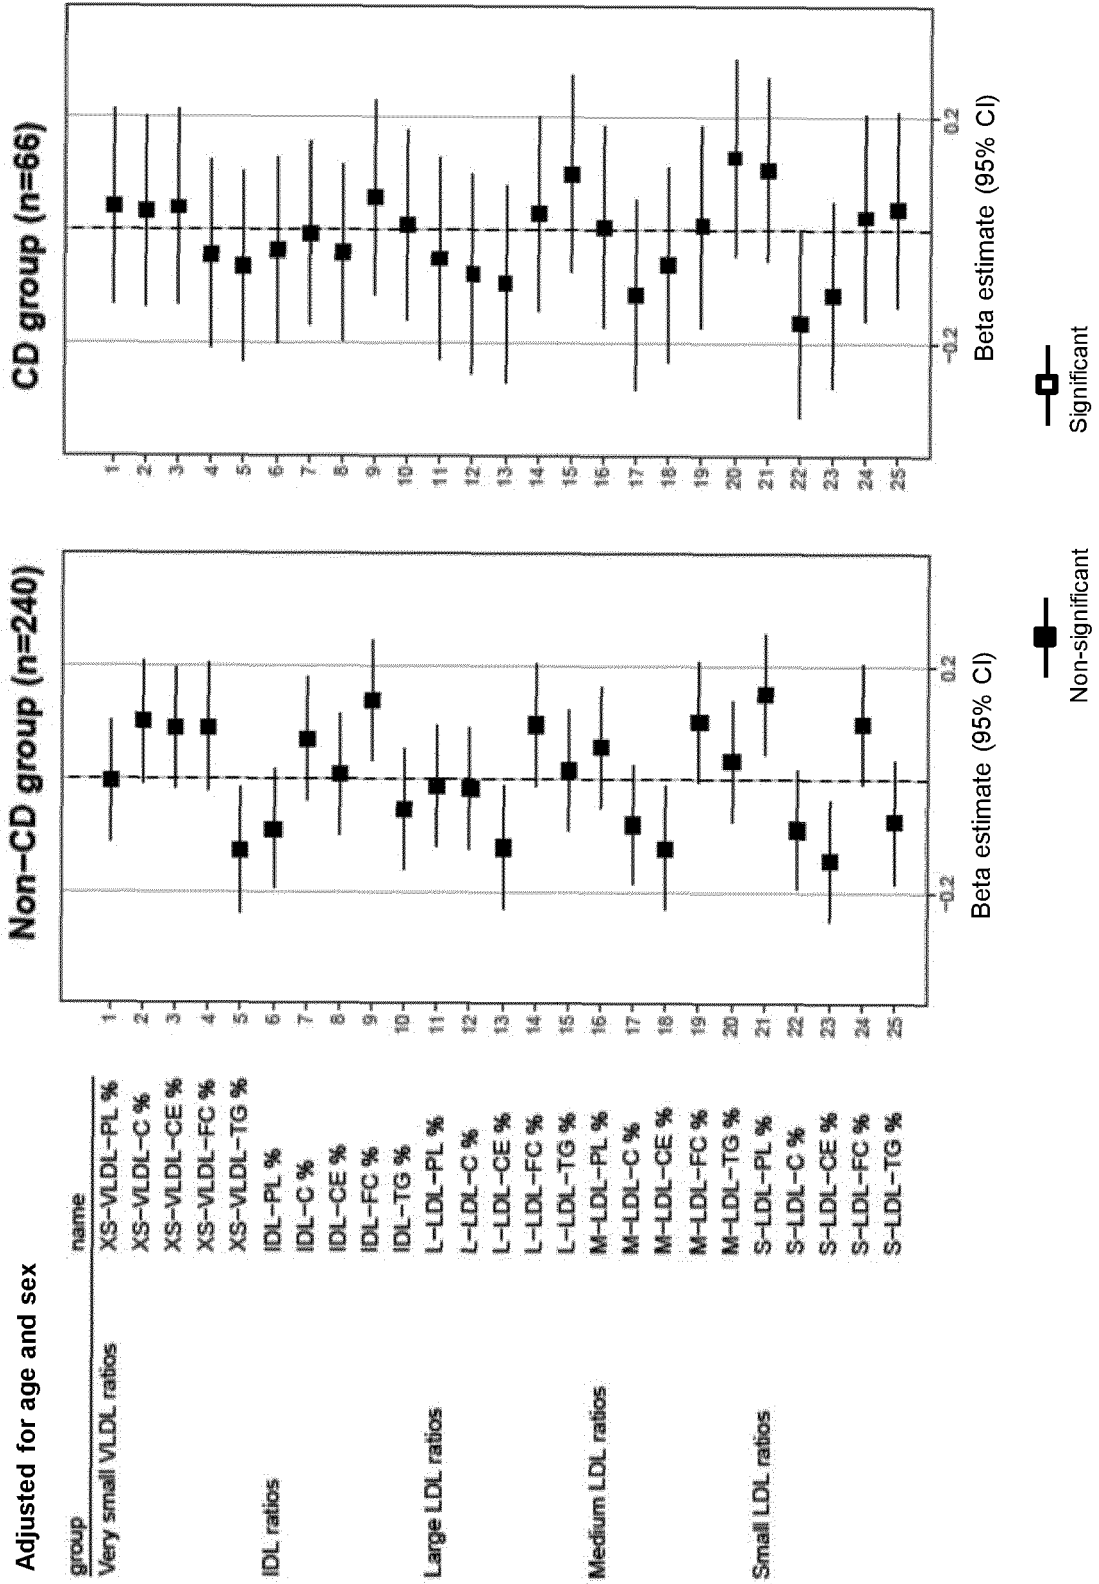 Adjusted for age and sex
Non−CD group (n=240)
CD group (n=66)
group name
Very small VLDL ratios XS−VLDL−PL % 1 1
XS−VLDL−C % 2 2
XS−VLDL−CE % 3 3
XS−VLDL−FC % 4 4
XS−VLDL−TG % 5 5
IDL ratios IDL−PL % 6 6
IDL−C % 7 7
IDL−CE % 8 8
IDL−FC % 9 9
IDL−TG % 10 10
Large LDL ratios L−LDL−PL % 11 11
L−LDL−C % 12 12
L−LDL−CE % 13 13
L−LDL−FC % 14 14
L−LDL−TG % 15 15
Medium LDL ratios M−LDL−PL % 16 16
M−LDL−C % 17 17
M−LDL−CE % 18 18
M−LDL−FC % 19 19
M−LDL−TG % 20 20
Small LDL ratios S−LDL−PL % 21 21
S−LDL−C % 22 22
S−LDL−CE % 23 23
S−LDL−FC % 24 24
S−LDL−TG % 25 25
−0.2 0.2 −0.2 0.2
Beta estimate (95% CI) Beta estimate (95% CI)
Non-significant Significant